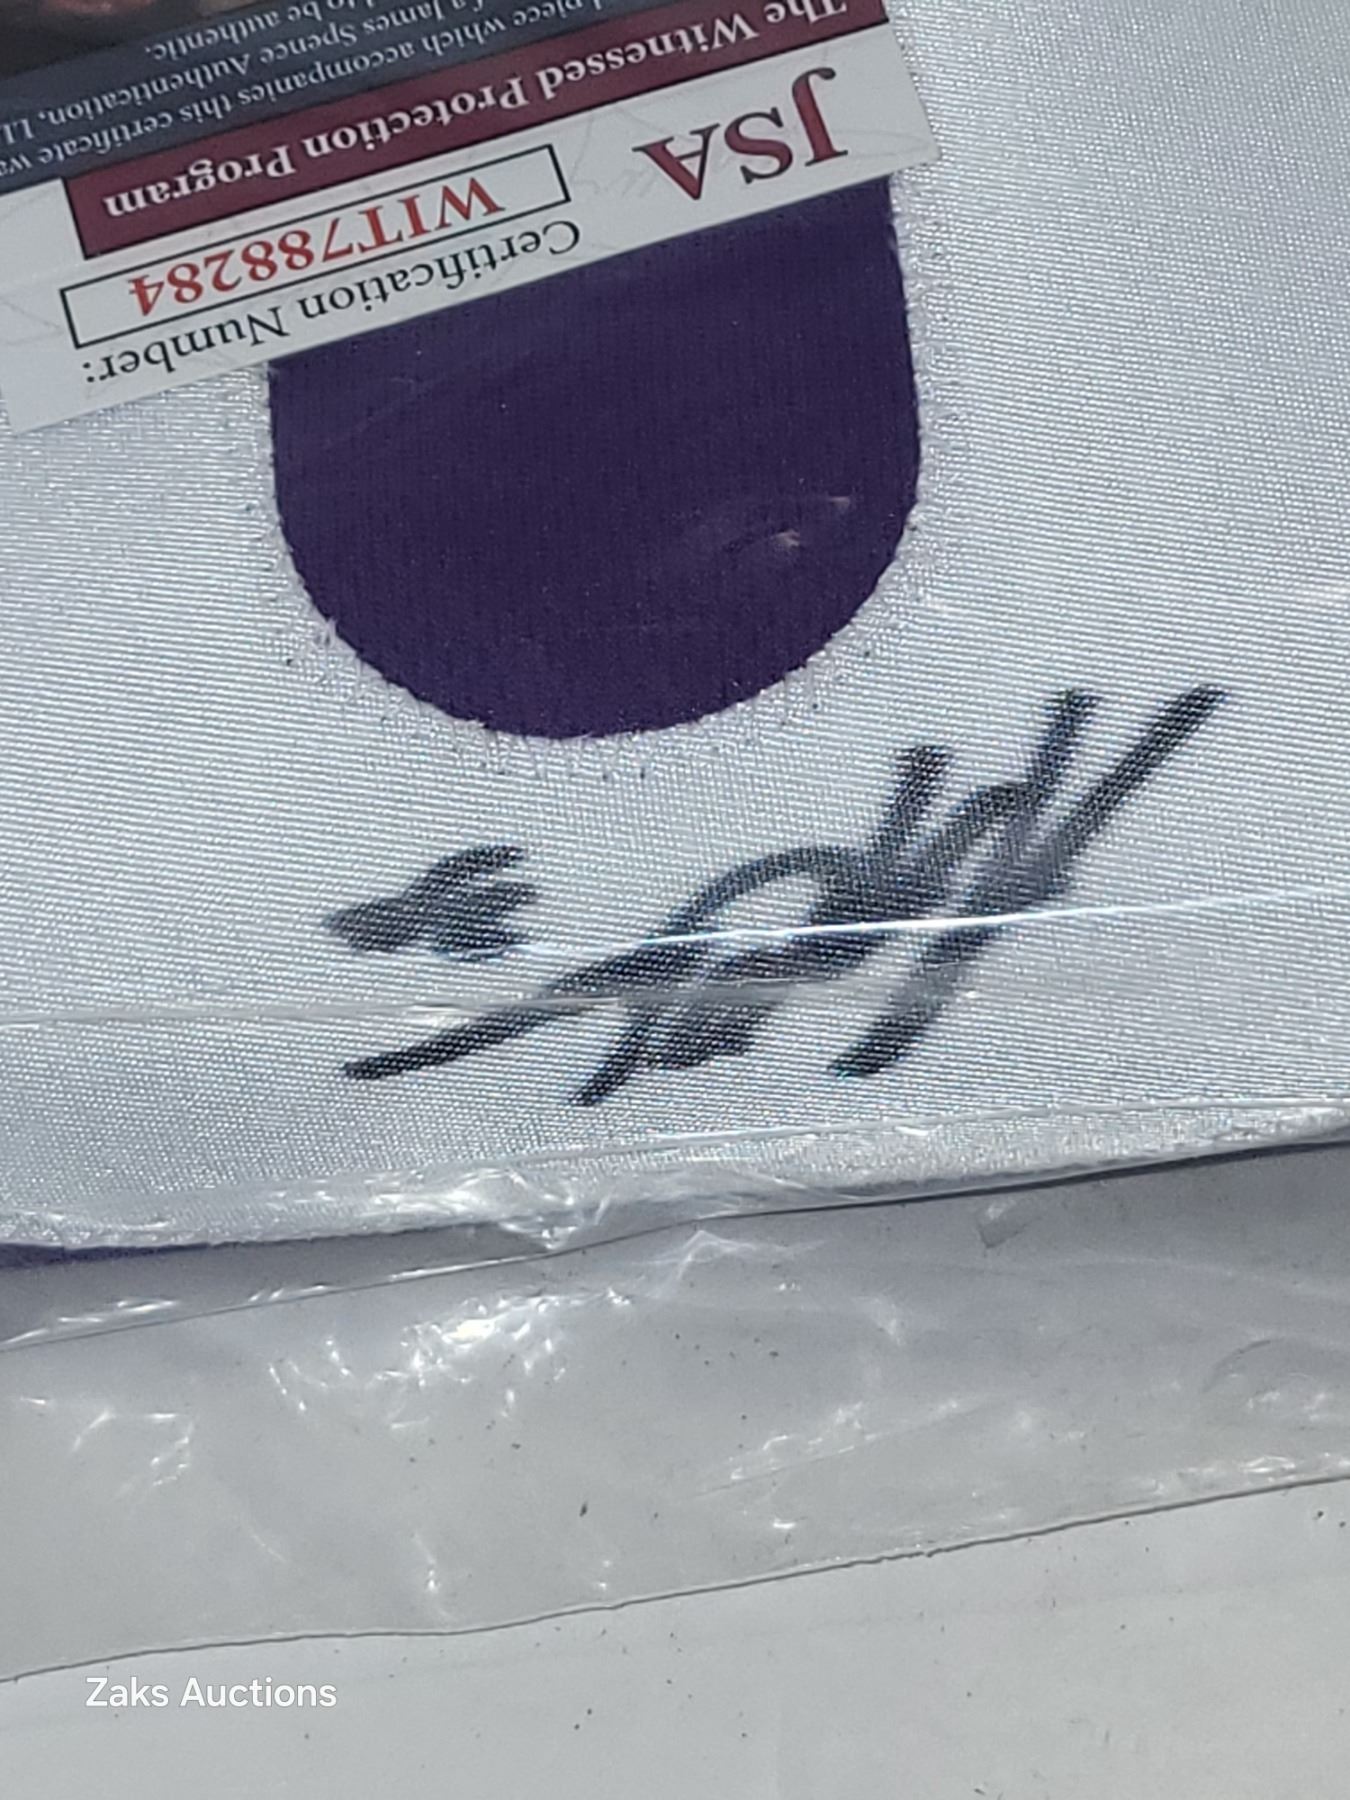 JSA
Certification Number:
WIT788284
The Witnessed Protection Program
piece which accompanies this certificate
James Spence Authentication,
to be authentic.
Zaks Auctions